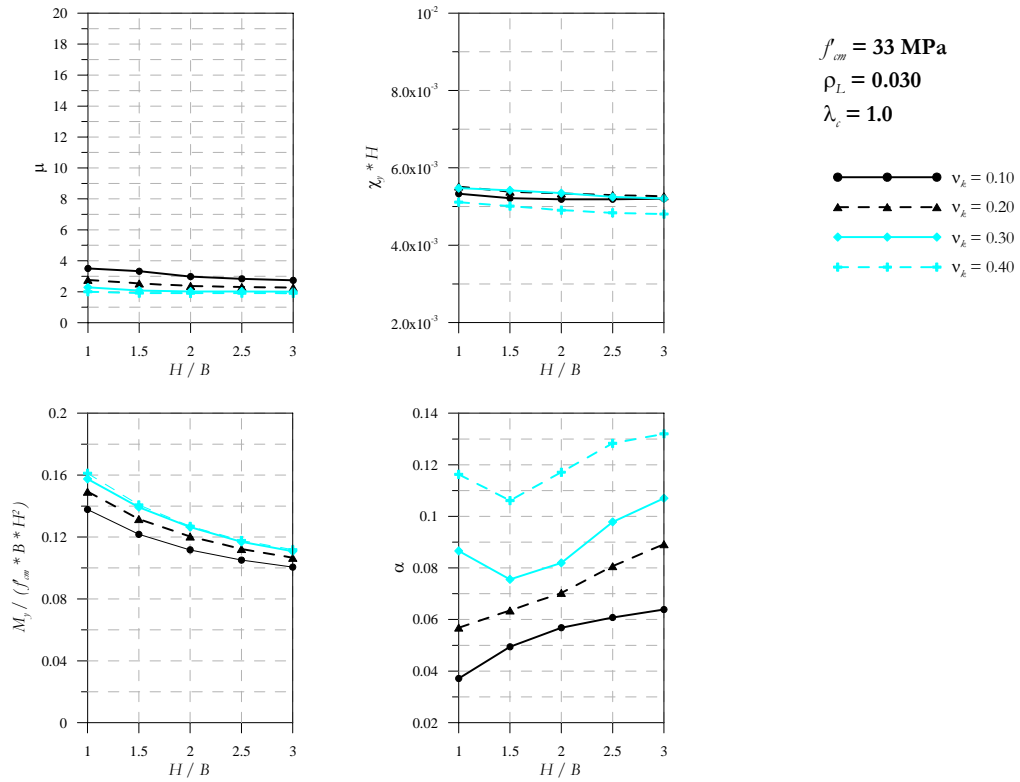 20
18
16
14
12
10
8
6
4
2
0
μ
1 1.5 2 2.5 3
H / B
10⁻²
8.0x10⁻³
6.0x10⁻³
4.0x10⁻³
2.0x10⁻³
χy * H
1 1.5 2 2.5 3
H / B
f'cm = 33 MPa
ρL = 0.030
λc = 1.0
νk = 0.10
νk = 0.20
νk = 0.30
νk = 0.40
0.2
0.16
0.12
0.08
0.04
0
My / (f'cm * B * H²)
1 1.5 2 2.5 3
H / B
0.14
0.12
0.1
0.08
0.06
0.04
0.02
α
1 1.5 2 2.5 3
H / B